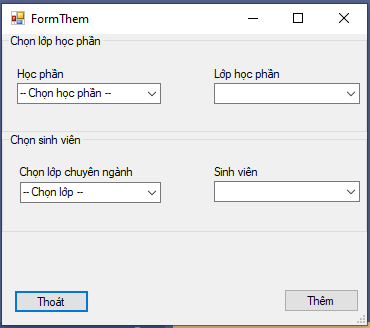 FormThem
Chọn lớp học phần
Học phần
Lớp học phần
-- Chọn học phần --
Chọn sinh viên
Chọn lớp chuyên ngành
Sinh viên
-- Chọn lớp --
Thoát
Thêm